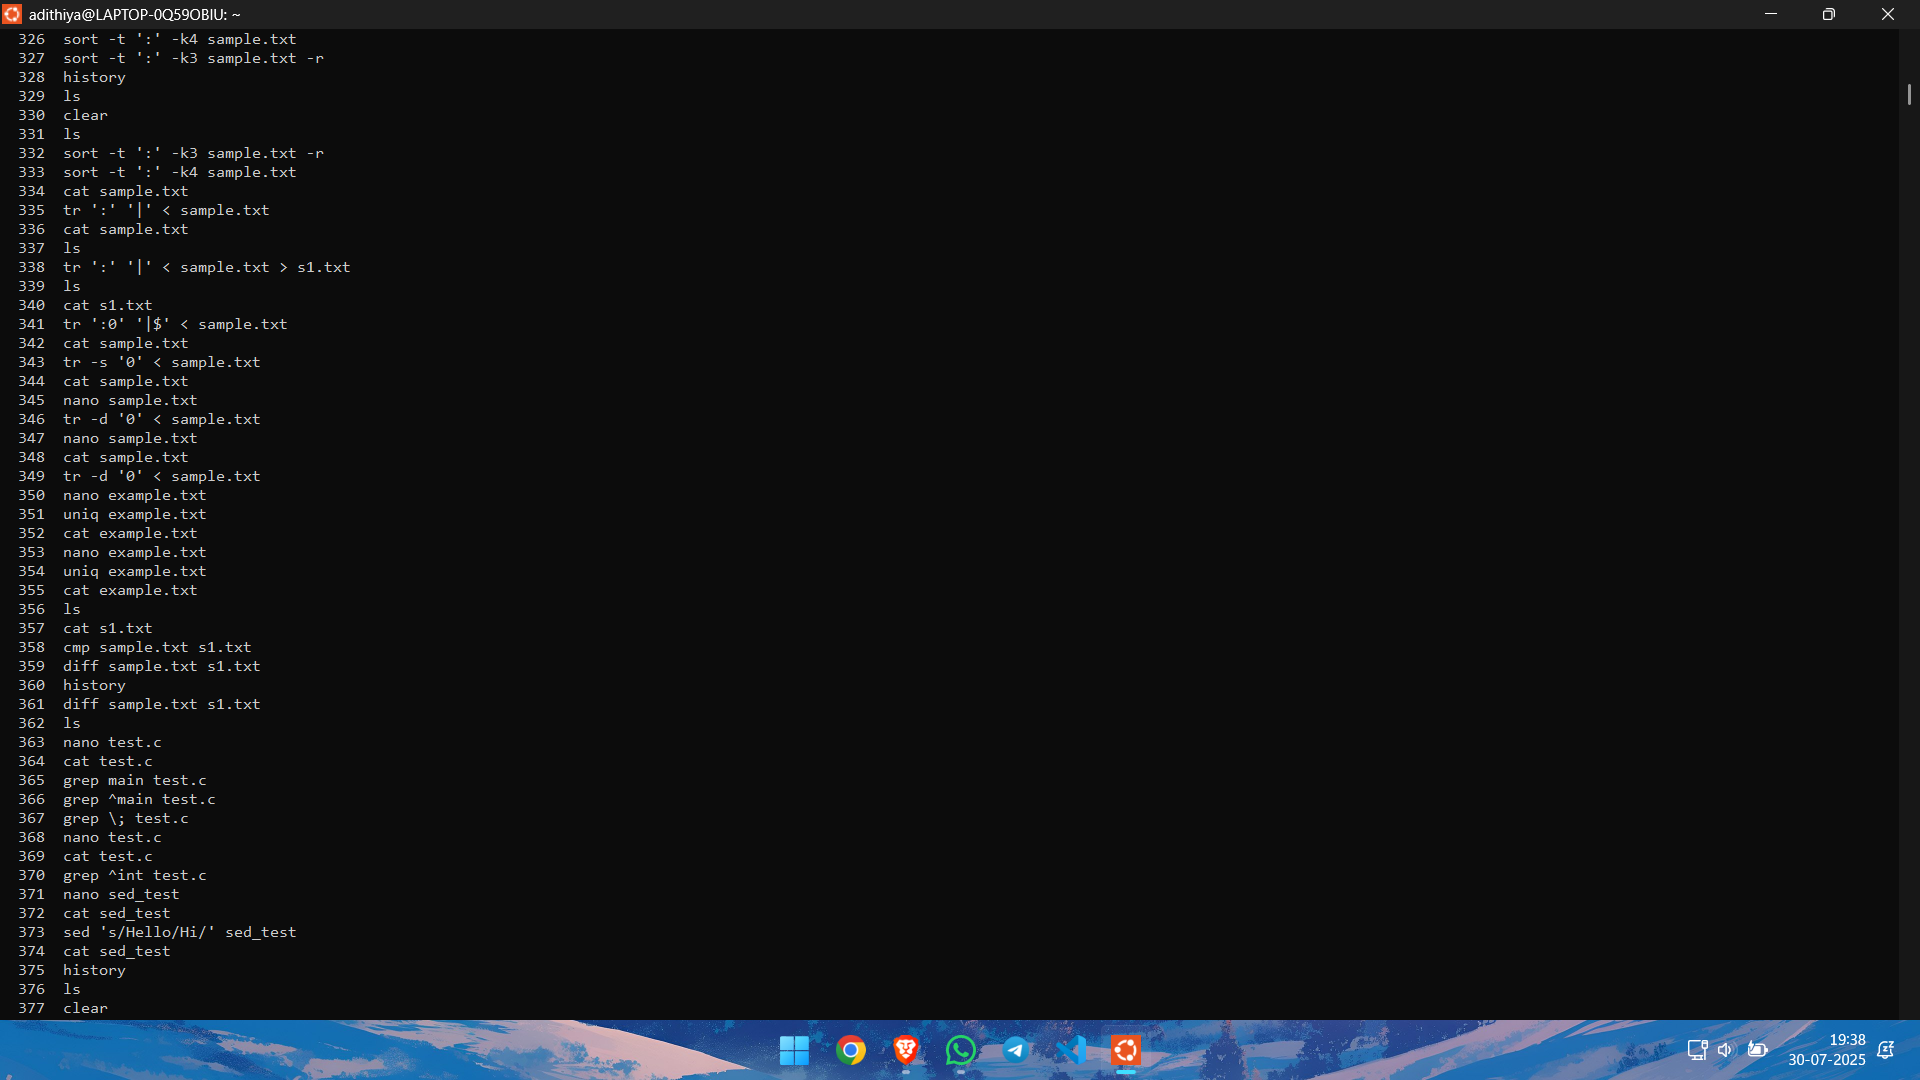 adithiya@LAPTOP-0Q59OBIU: ~
326 sort -t ':' -k4 sample.txt
327 sort -t ':' -k3 sample.txt -r
328 history
329 ls
330 clear
331 ls
332 sort -t ':' -k3 sample.txt -r
333 sort -t ':' -k4 sample.txt
334 cat sample.txt
335 tr ':' '|' < sample.txt
336 cat sample.txt
337 ls
338 tr ':' '|' < sample.txt > s1.txt
339 ls
340 cat s1.txt
341 tr ':0' '|$' < sample.txt
342 cat sample.txt
343 tr -s '0' < sample.txt
344 cat sample.txt
345 nano sample.txt
346 tr -d '0' < sample.txt
347 nano sample.txt
348 cat sample.txt
349 tr -d '0' < sample.txt
350 nano example.txt
351 uniq example.txt
352 cat example.txt
353 nano example.txt
354 uniq example.txt
355 cat example.txt
356 ls
357 cat s1.txt
358 cmp sample.txt s1.txt
359 diff sample.txt s1.txt
360 history
361 diff sample.txt s1.txt
362 ls
363 nano test.c
364 cat test.c
365 grep main test.c
366 grep ^main test.c
367 grep \; test.c
368 nano test.c
369 cat test.c
370 grep ^int test.c
371 nano sed_test
372 cat sed_test
373 sed 's/Hello/Hi/' sed_test
374 cat sed_test
375 history
376 ls
377 clear
19:38
30-07-2025